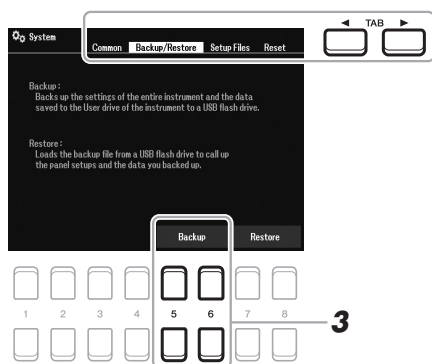 TAB
System
Common Backup/Restore Setup Files Reset
Backup :
Backs up the settings of the entire instrument and the data
saved to the User drive of the instrument to a USB flash drive.
Restore :
Loads the backup file from a USB flash drive to call up
the panel setups and the data you backed up.
Backup Restore
1 2 3 4 5 6 7 8
3